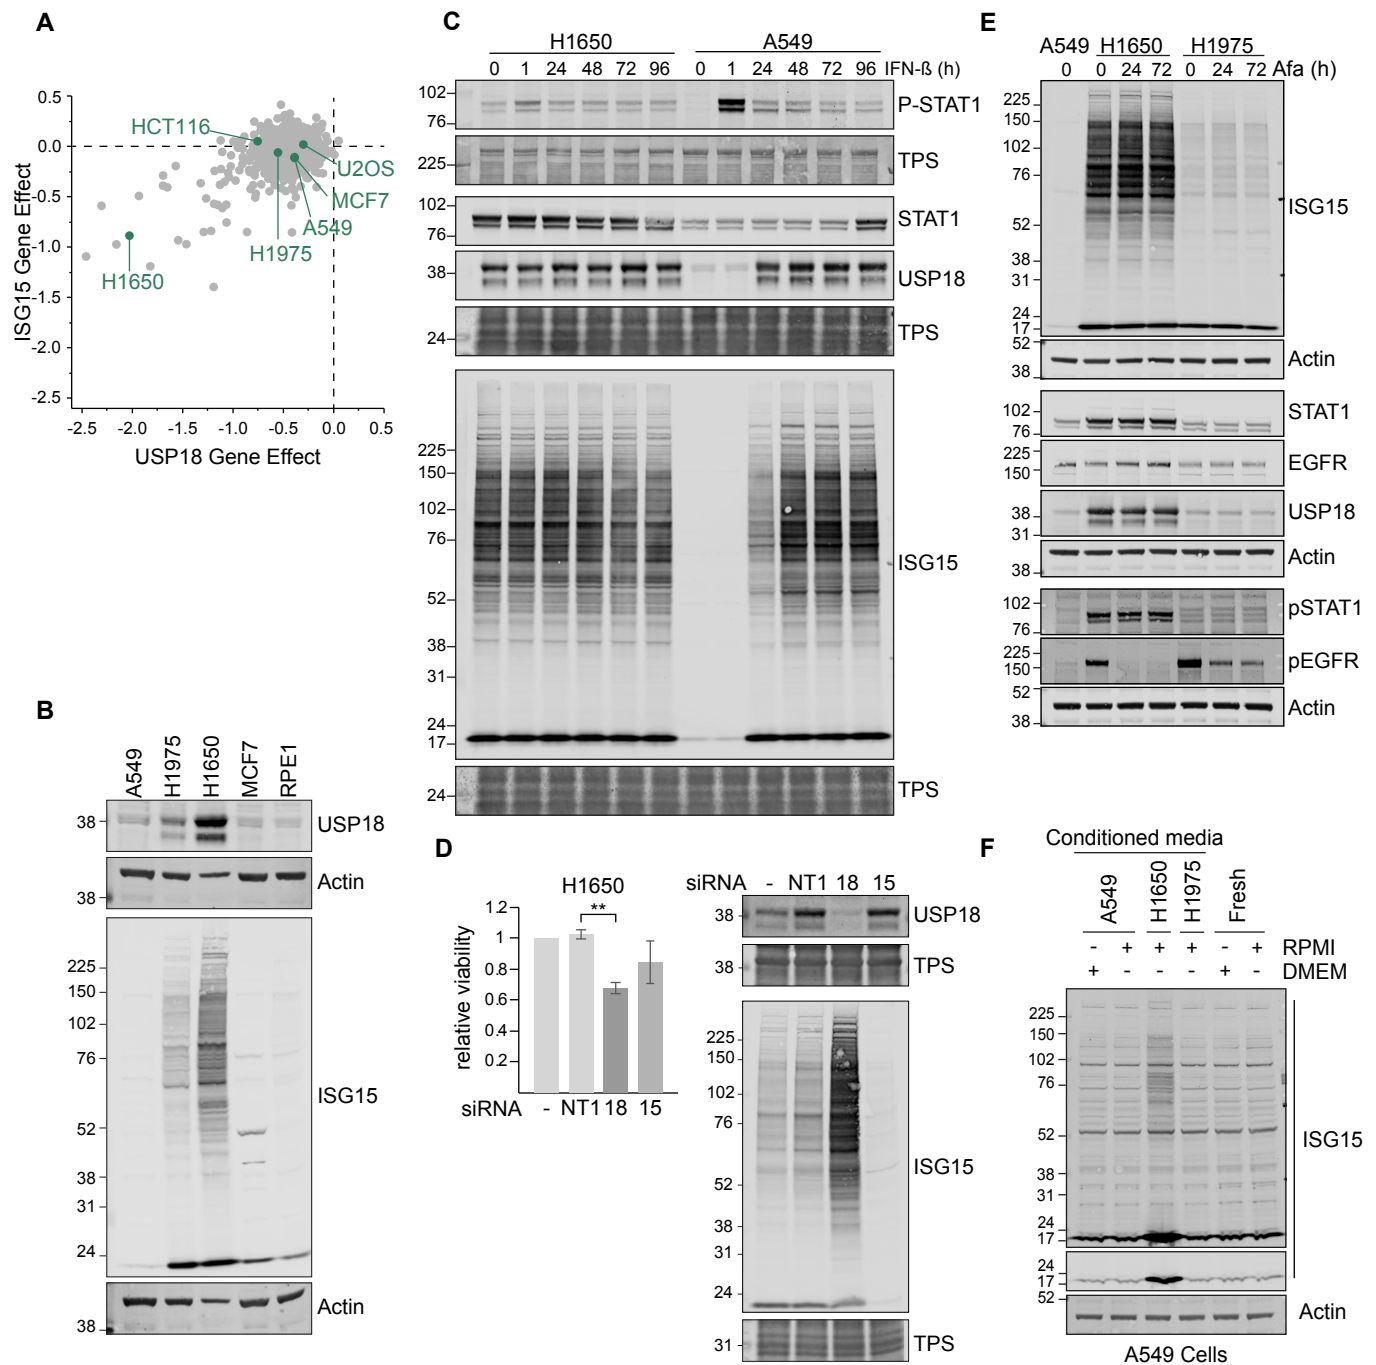 A
ISG15 Gene Effect
0.5
0.0
-0.5
-1.0
-1.5
-2.0
-2.5
-2.5 -2.0 -1.5 -1.0 -0.5 0.0 0.5
USP18 Gene Effect
HCT116
U2OS
MCF7
A549
H1975
H1650
B
A549 H1975 H1650 MCF7 RPE1
38
USP18
Actin
38
225
150
102
76
52
38
31
24
ISG15
Actin
38
C
H1650 A549
0 1 24 48 72 96 0 1 24 48 72 96 IFN-ß (h)
102
76
P-STAT1
225
TPS
102
76
STAT1
38
USP18
24
TPS
225
150
102
76
52
38
31
24
17
ISG15
24
TPS
D
H1650
relative viability
1.2
1
0.8
0.6
0.4
0.2
**
siRNA - NT1 18 15
siRNA - NT1 18 15
38
USP18
38
TPS
225
150
102
76
52
38
31
24
ISG15
31
TPS
E
A549 H1650 H1975
0 0 24 72 0 24 72 Afa (h)
225
150
102
76
52
38
31
24
17
ISG15
52
38
Actin
102
76
STAT1
225
150
EGFR
38
31
USP18
38
Actin
102
76
pSTAT1
225
150
pEGFR
52
38
Actin
F
Conditioned media
A549 H1650 H1975 Fresh
- + + + - + RPMI
+ - - - + - DMEM
225
150
102
76
52
38
31
24
17
24
17
ISG15
52
Actin
A549 Cells